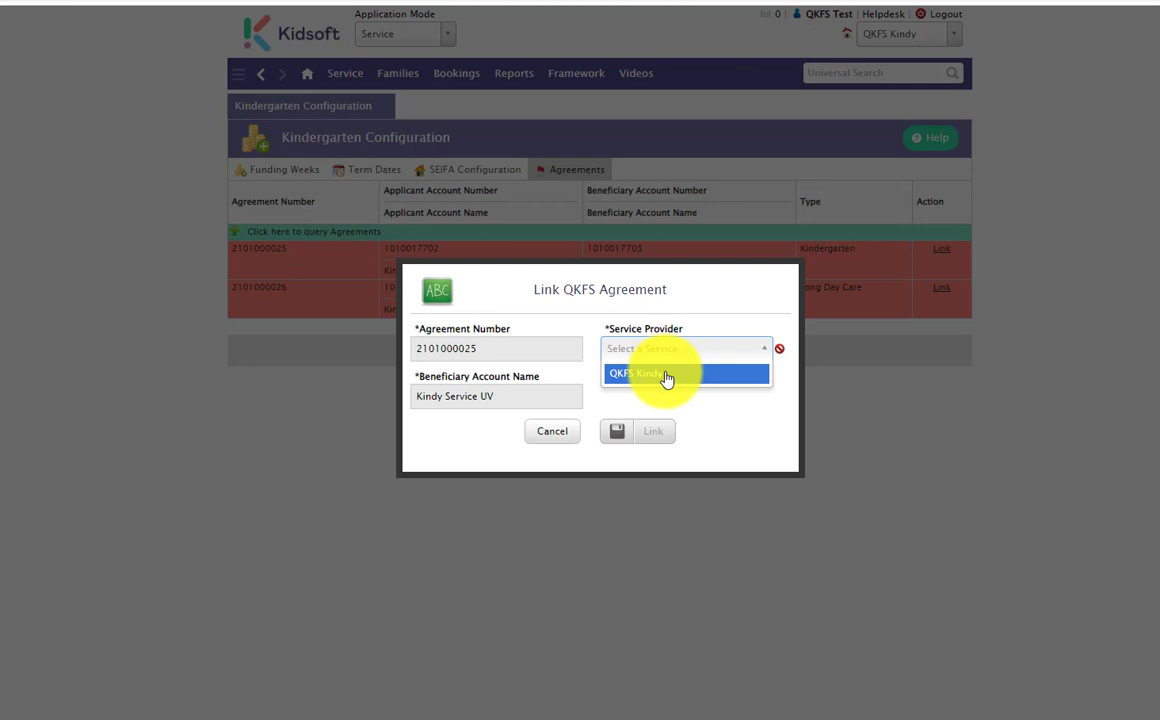 Application Mode
0
QKFS Test
Helpdesk
Logout
Kidsoft
Service
QKFS Kindy
Service
Families
Bookings
Reports
Framework
Videos
Universal Search
Kindergarten Configuration
Kindergarten Configuration
Help
Funding Weeks
Term Dates
SEIFA Configuration
Agreements
Agreement Number
Applicant Account Number
Applicant Account Name
Beneficiary Account Number
Beneficiary Account Name
Type
Action
Click here to query Agreements
2101000025
1010017702
1010017703
Kindergarten
Link
2101000026
Link
ABC
Link QKFS Agreement
*Agreement Number
*Service Provider
2101000025
Select a Service
QKFS Kindy
*Beneficiary Account Name
Kindy Service UV
Cancel
Link